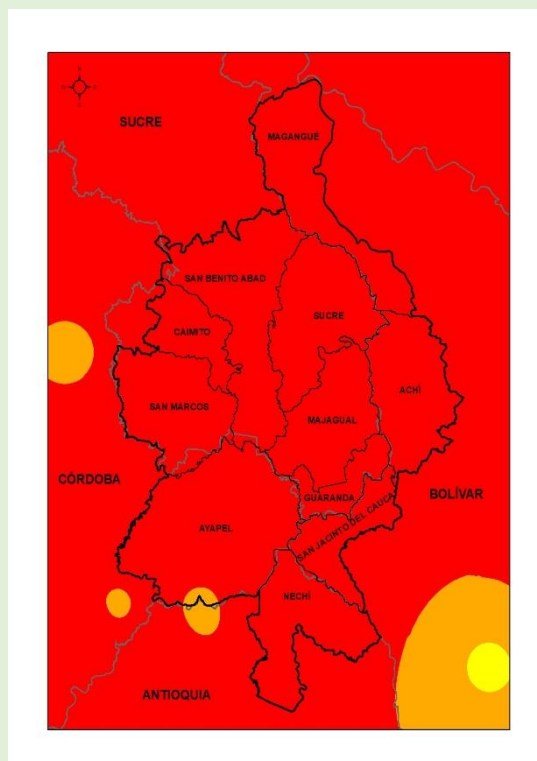 SUCRE
MAGANGUÉ
SAN BENITO ABAD
CAIMITO
SUCRE
ACHÍ
SAN MARCOS
MAJAGUAL
CÓRDOBA
BOLÍVAR
GUARANDA
SAN JACINTO DEL CAUCA
AYAPEL
NECHÍ
ANTIOQUIA